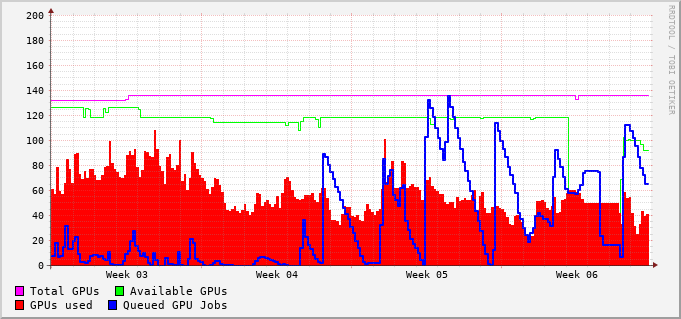 200
180
160
140
120
100
80
60
40
20
0
Week 03 Week 04 Week 05 Week 06
Total GPUs Available GPUs
GPUs used Queued GPU Jobs
RRDTOOL / TOBI OETIKER